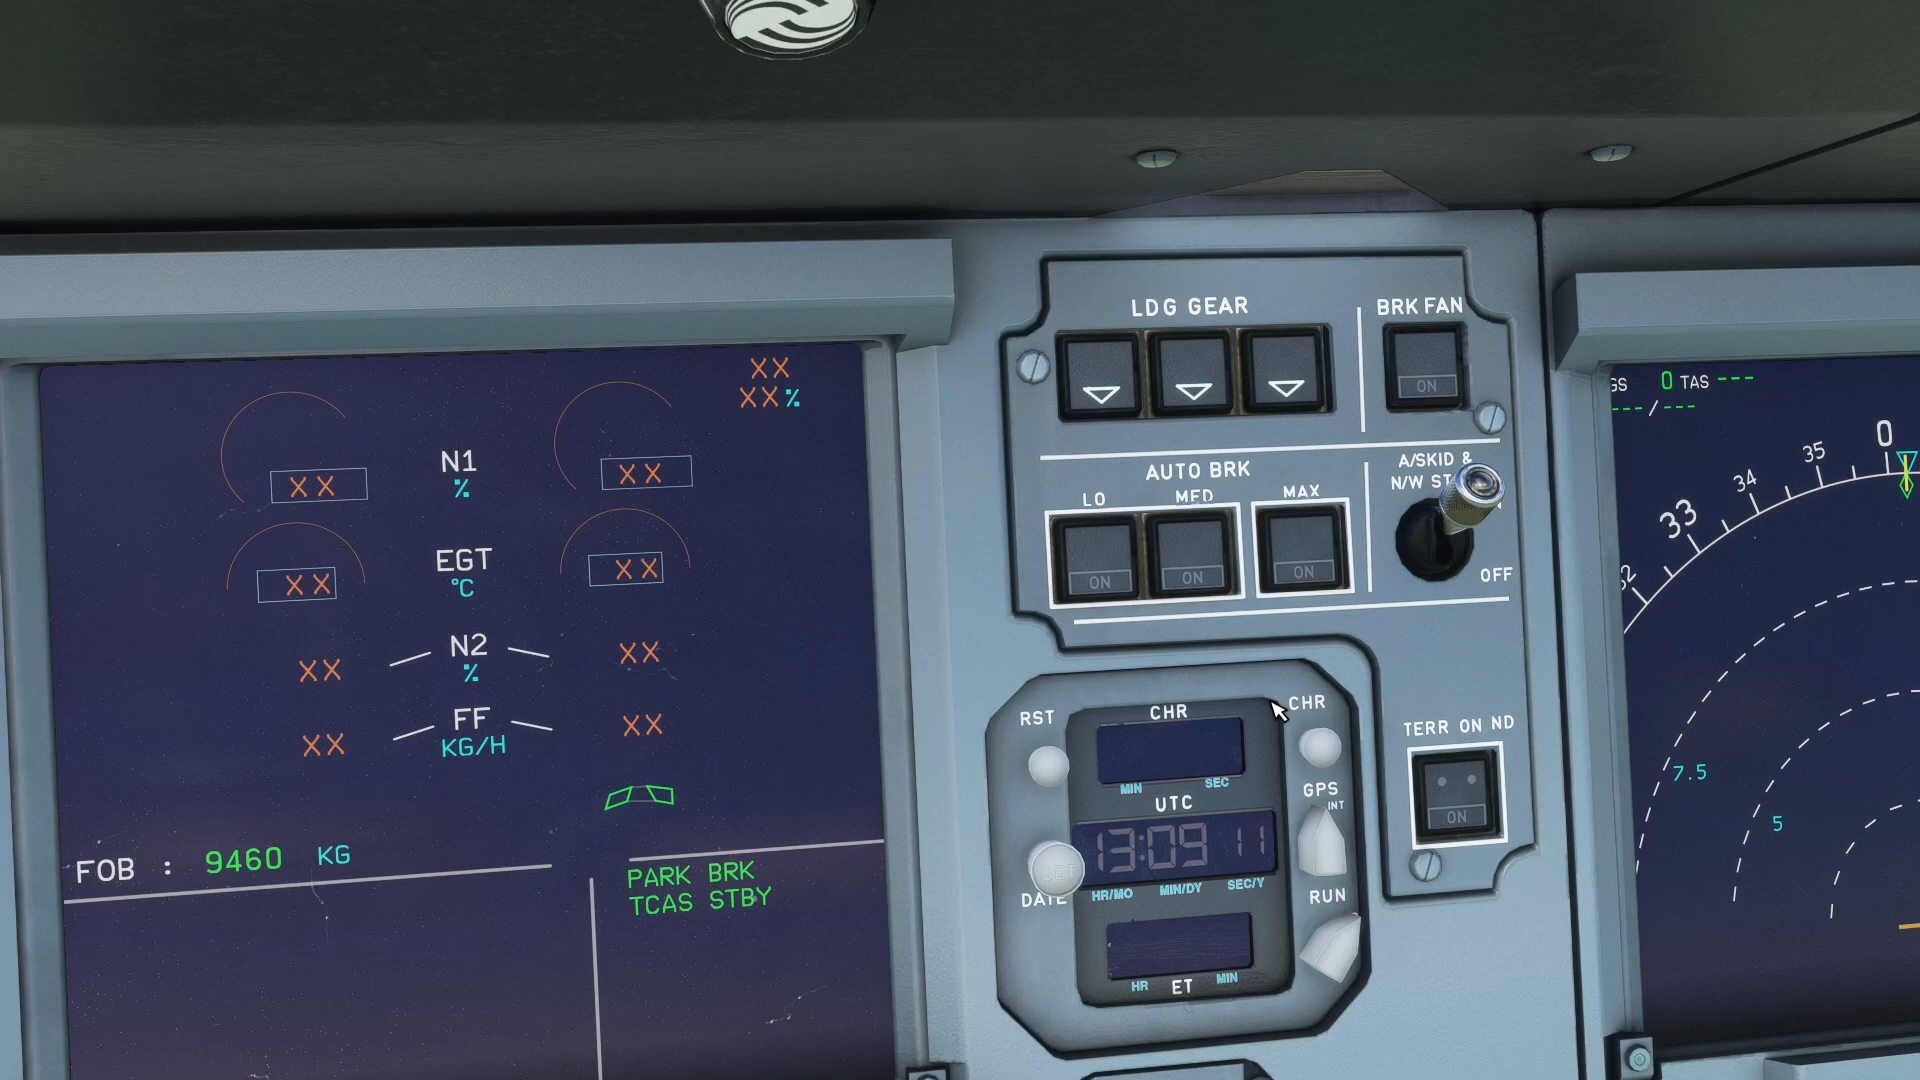 XX
XX%
XX N1 XX
%
XX EGT XX
°C
XX N2 XX
%
XX FF XX
KG/H
FOB : 9460 KG
PARK BRK
TCAS STBY
LDG GEAR
BRK FAN
ON
AUTO BRK
LO MED MAX
ON ON ON
A/SKID &
N/W
OFF
RST
CHR
CHR
MIN SEC
UTC
GPS
INT
13:09 11
SET
HR/MO MIN/DY SEC/Y
DATE
RUN
HR ET MIN
TERR ON ND
ON
GS 0 TAS ---
--- / ---
33 34 35 0
7.5
5